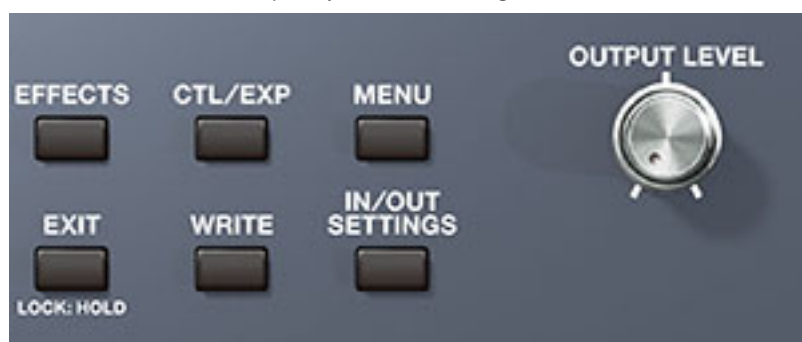 OUTPUT LEVEL
EFFECTS CTL/EXP MENU
EXIT WRITE IN/OUT
SETTINGS
LOCK: HOLD